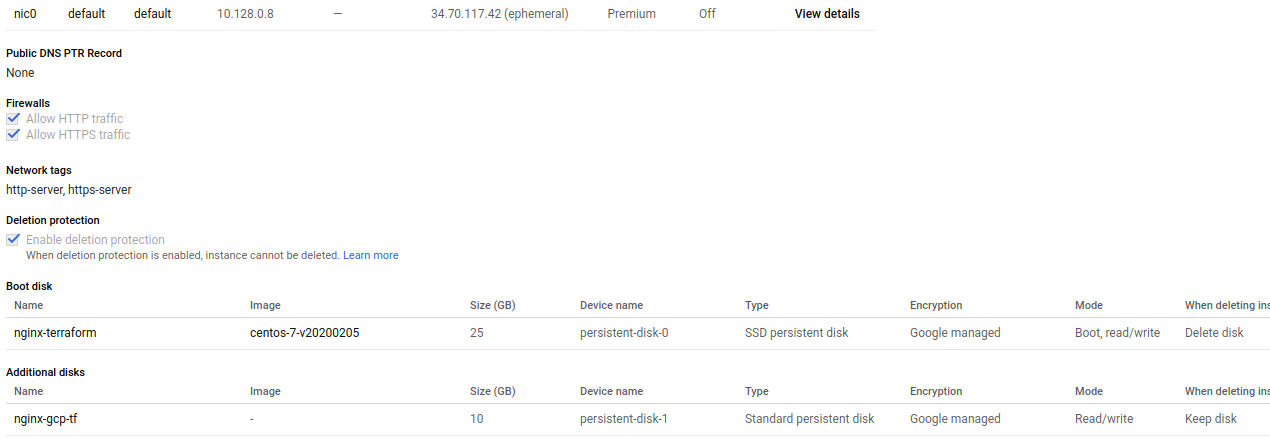 nic0 default default 10.128.0.8 — 34.70.117.42 (ephemeral) Premium Off View details
Public DNS PTR Record
None
Firewalls
Allow HTTP traffic
Allow HTTPS traffic
Network tags
http-server, https-server
Deletion protection
Enable deletion protection
When deletion protection is enabled, instance cannot be deleted. Learn more
Boot disk
Name Image Size (GB) Device name Type Encryption Mode When deleting ins
nginx-terraform centos-7-v20200205 25 persistent-disk-0 SSD persistent disk Google managed Boot, read/write Delete disk
Additional disks
Name Image Size (GB) Device name Type Encryption Mode When deleting ins
nginx-gcp-tf - 10 persistent-disk-1 Standard persistent disk Google managed Read/write Keep disk